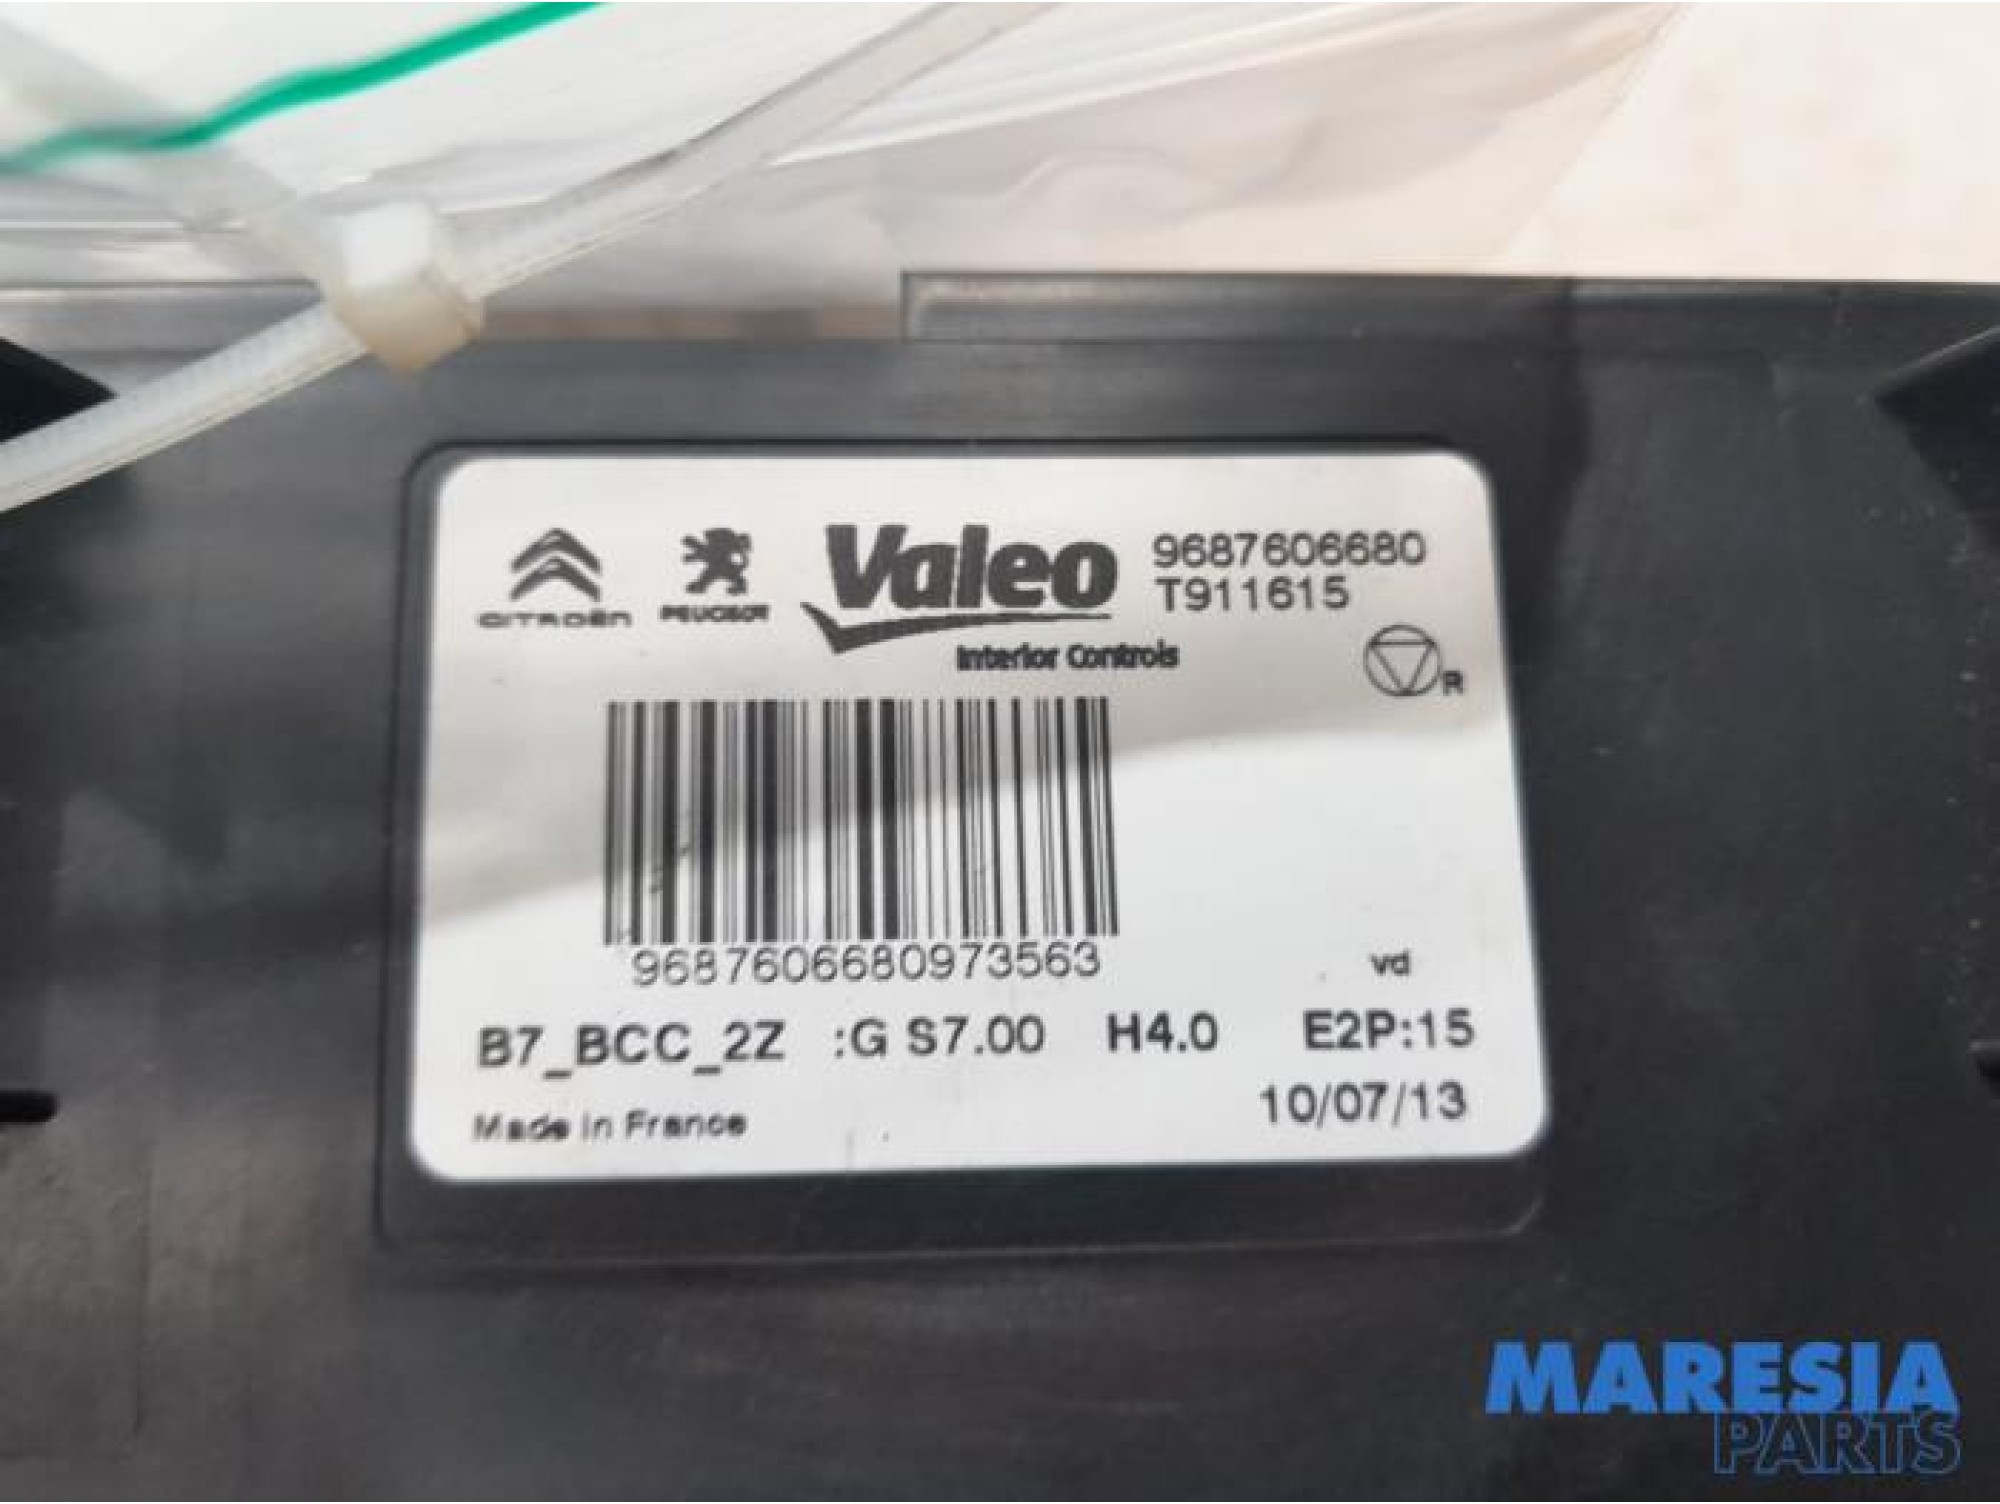 CITROËN PEUGEOT Valeo 9687606680
T911615
Interior Controls
R
9687606680973563
vd
B7_BCC_2Z :G S7.00 H4.0 E2P:15
Made in France 10/07/13
MARESIA
PARTS